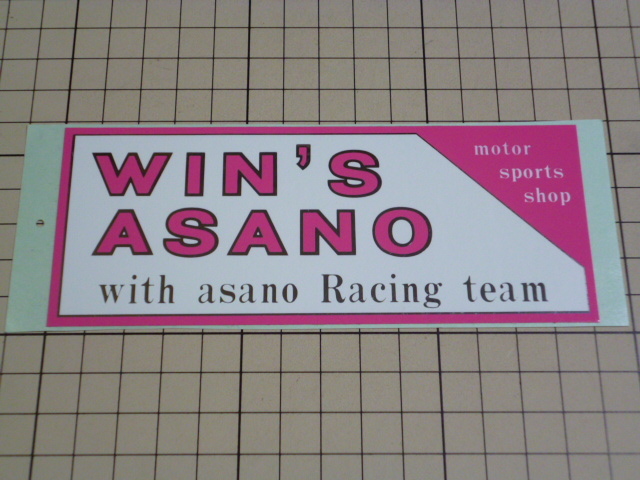 WIN'S
ASANO
with asano Racing team
motor
sports
shop